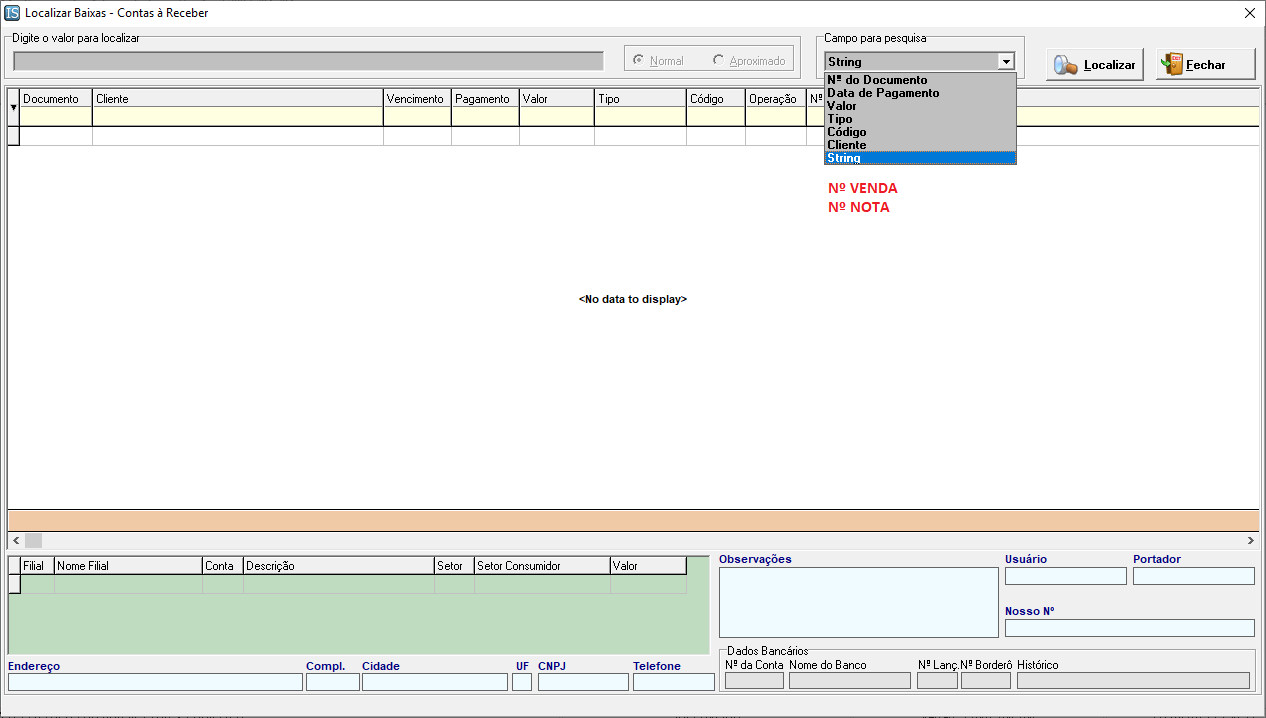 IS Localizar Baixas - Contas à Receber
Digite o valor para localizar
Normal
Aproximado
Campo para pesquisa
String
Localizar
Fechar
Nº do Documento
Data de Pagamento
Valor
Tipo
Código
Cliente
String
Documento Cliente Vencimento Pagamento Valor Tipo Código Operação Nº
Nº VENDA
Nº NOTA
<No data to display>
Filial Nome Filial Conta Descrição Setor Setor Consumidor Valor
Observações
Usuário
Portador
Nosso Nº
Endereço Compl. Cidade UF CNPJ Telefone
Dados Bancários
Nº da Conta Nome do Banco Nº Lanç. Nº Borderô Histórico